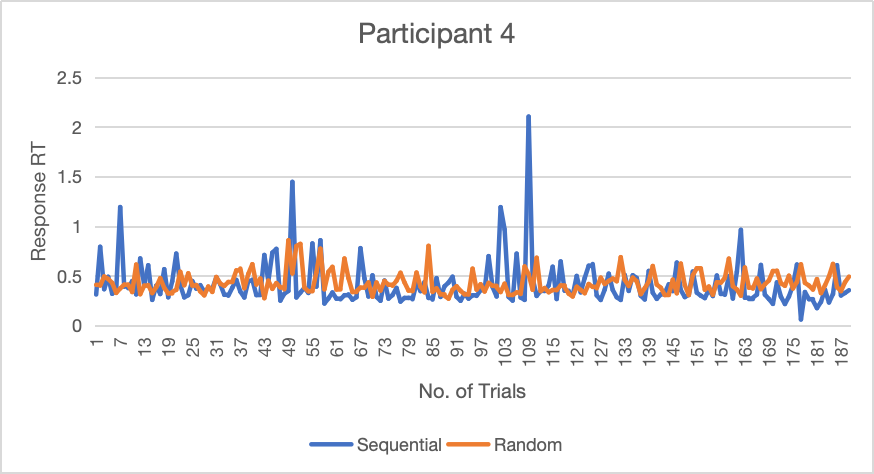 Participant 4
2.5
2
1.5
1
0.5
0
Response RT
1 7 13 19 25 31 37 43 49 55 61 67 73 79 85 91 97 103 109 115 121 127 133 139 145 151 157 163 169 175 181 187
No. of Trials
Sequential Random